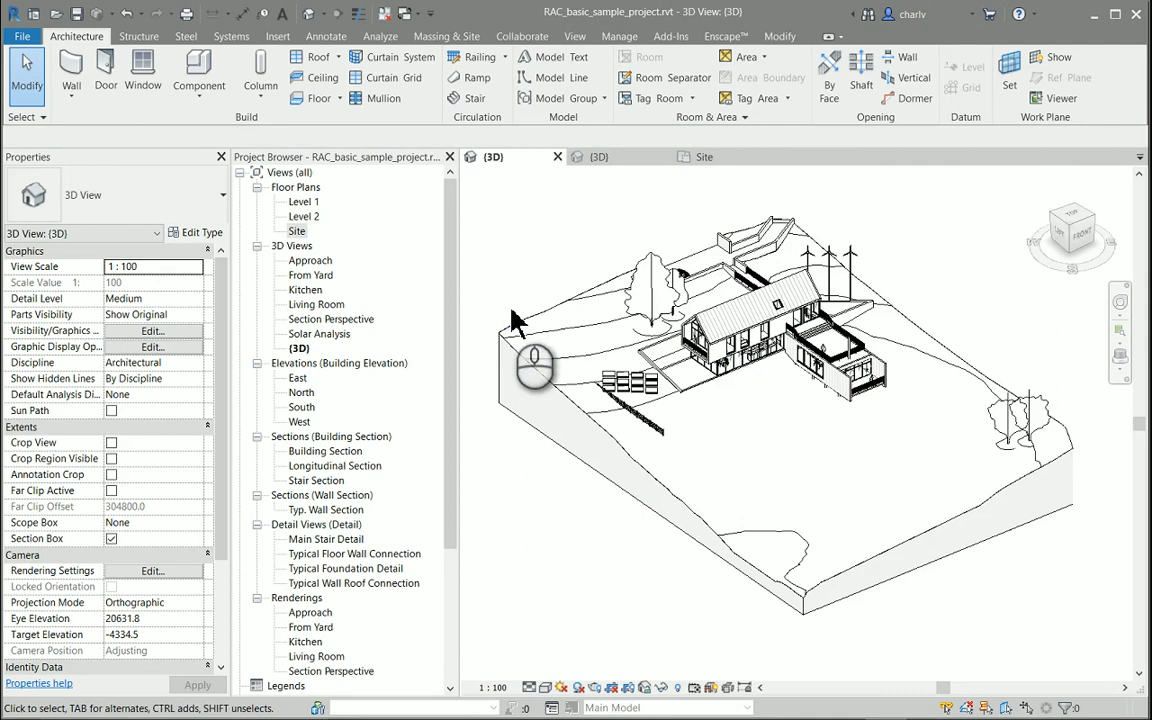 RAC_basic_sample_project.rvt - 3D View: {3D}
charlv
File Architecture Structure Steel Systems Insert Annotate Analyze Massing & Site Collaborate View Manage Add-Ins Enscape™ Modify
Modify
Wall
Door
Window
Component
Column
Roof
Ceiling
Floor
Curtain System
Curtain Grid
Mullion
Railing
Ramp
Stair
Model Text
Model Line
Model Group
Room
Room Separator
Tag Room
Area
Area Boundary
Tag Area
By
Face
Shaft
Wall
Vertical
Dormer
Level
Grid
Set
Show
Ref Plane
Viewer
Select Build Circulation Model Room & Area Opening Datum Work Plane
Properties
3D View
3D View: {3D} Edit Type
Graphics
View Scale 1 : 100
Scale Value 1: 100
Detail Level Medium
Parts Visibility Show Original
Visibility/Graphics ... Edit...
Graphic Display Op... Edit...
Discipline Architectural
Show Hidden Lines By Discipline
Default Analysis Di... None
Sun Path
Extents
Crop View
Crop Region Visible
Annotation Crop
Far Clip Active
Far Clip Offset 304800.0
Scope Box None
Section Box
Camera
Rendering Settings Edit...
Locked Orientation
Projection Mode Orthographic
Eye Elevation 20631.8
Target Elevation -4334.5
Camera Position Adjusting
Identity Data
Properties help Apply
Project Browser - RAC_basic_sample_project.r...
Views (all)
Floor Plans
Level 1
Level 2
Site
3D Views
Approach
From Yard
Kitchen
Living Room
Section Perspective
Solar Analysis
{3D}
Elevations (Building Elevation)
East
North
South
West
Sections (Building Section)
Building Section
Longitudinal Section
Stair Section
Sections (Wall Section)
Typ. Wall Section
Detail Views (Detail)
Main Stair Detail
Typical Floor Wall Connection
Typical Foundation Detail
Typical Wall Roof Connection
Renderings
Approach
From Yard
Kitchen
Living Room
Section Perspective
Legends
{3D} {3D} Site
TOP
LEFT FRONT
1 : 100
Click to select, TAB for alternates, CTRL adds, SHIFT unselects. :0 Main Model :0